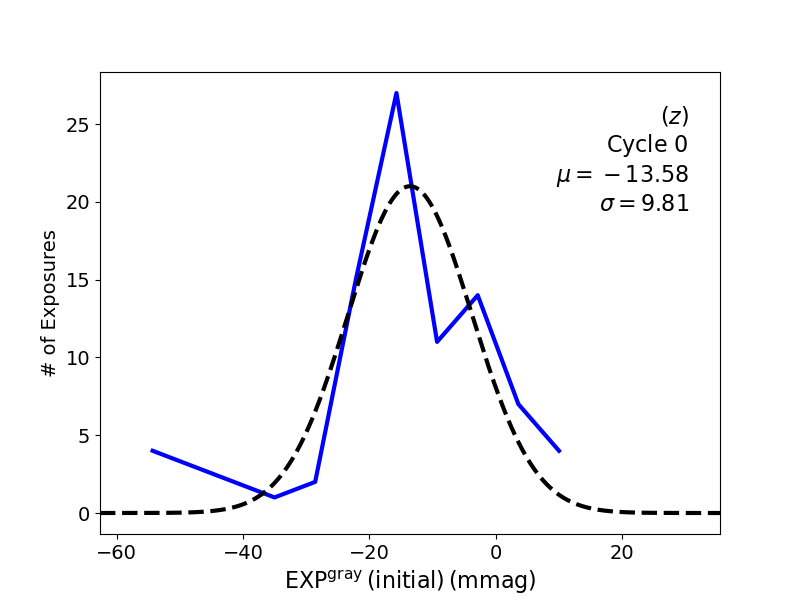 (z)
Cycle 0
μ = −13.58
σ = 9.81
# of Exposures
25
20
15
10
5
0
−60 −40 −20 0 20
EXP^gray (initial) (mmag)